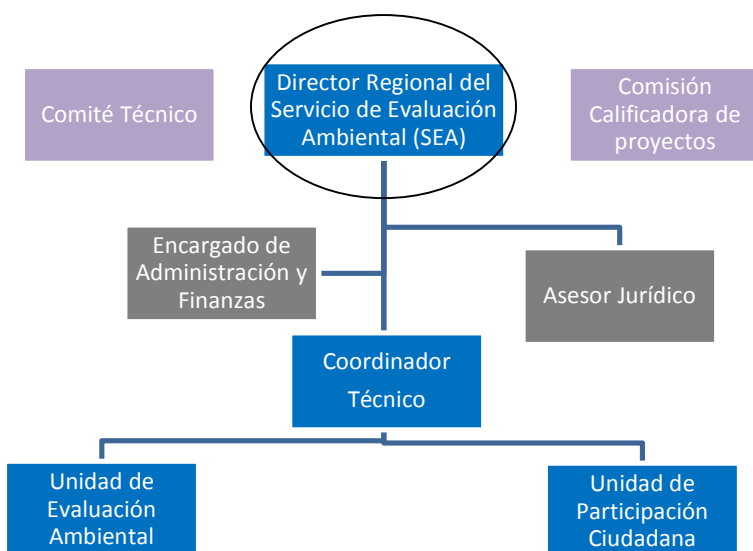 Comité Técnico
Director Regional del
Servicio de Evaluación
Ambiental (SEA)
Comisión
Calificadora de
proyectos
Encargado de
Administración y
Finanzas
Asesor Jurídico
Coordinador
Técnico
Unidad de
Evaluación
Ambiental
Unidad de
Participación
Ciudadana